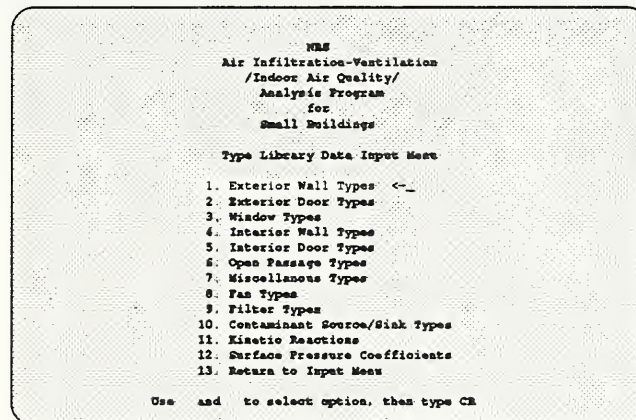 NBS
Air Infiltration-Ventilation
/Indoor Air Quality/
Analysis Program
for
Small Buildings
Type Library Data Input Menu
1. Exterior Wall Types <-_
2. Exterior Door Types
3. Window Types
4. Interior Wall Types
5. Interior Door Types
6. Open Passage Types
7. Miscellanous Types
8. Fan Types
9. Filter Types
10. Contaminant Source/Sink Types
11. Kinetic Reactions
12. Surface Pressure Coefficients
13. Return to Input Menu
Use and to select option, then type CR